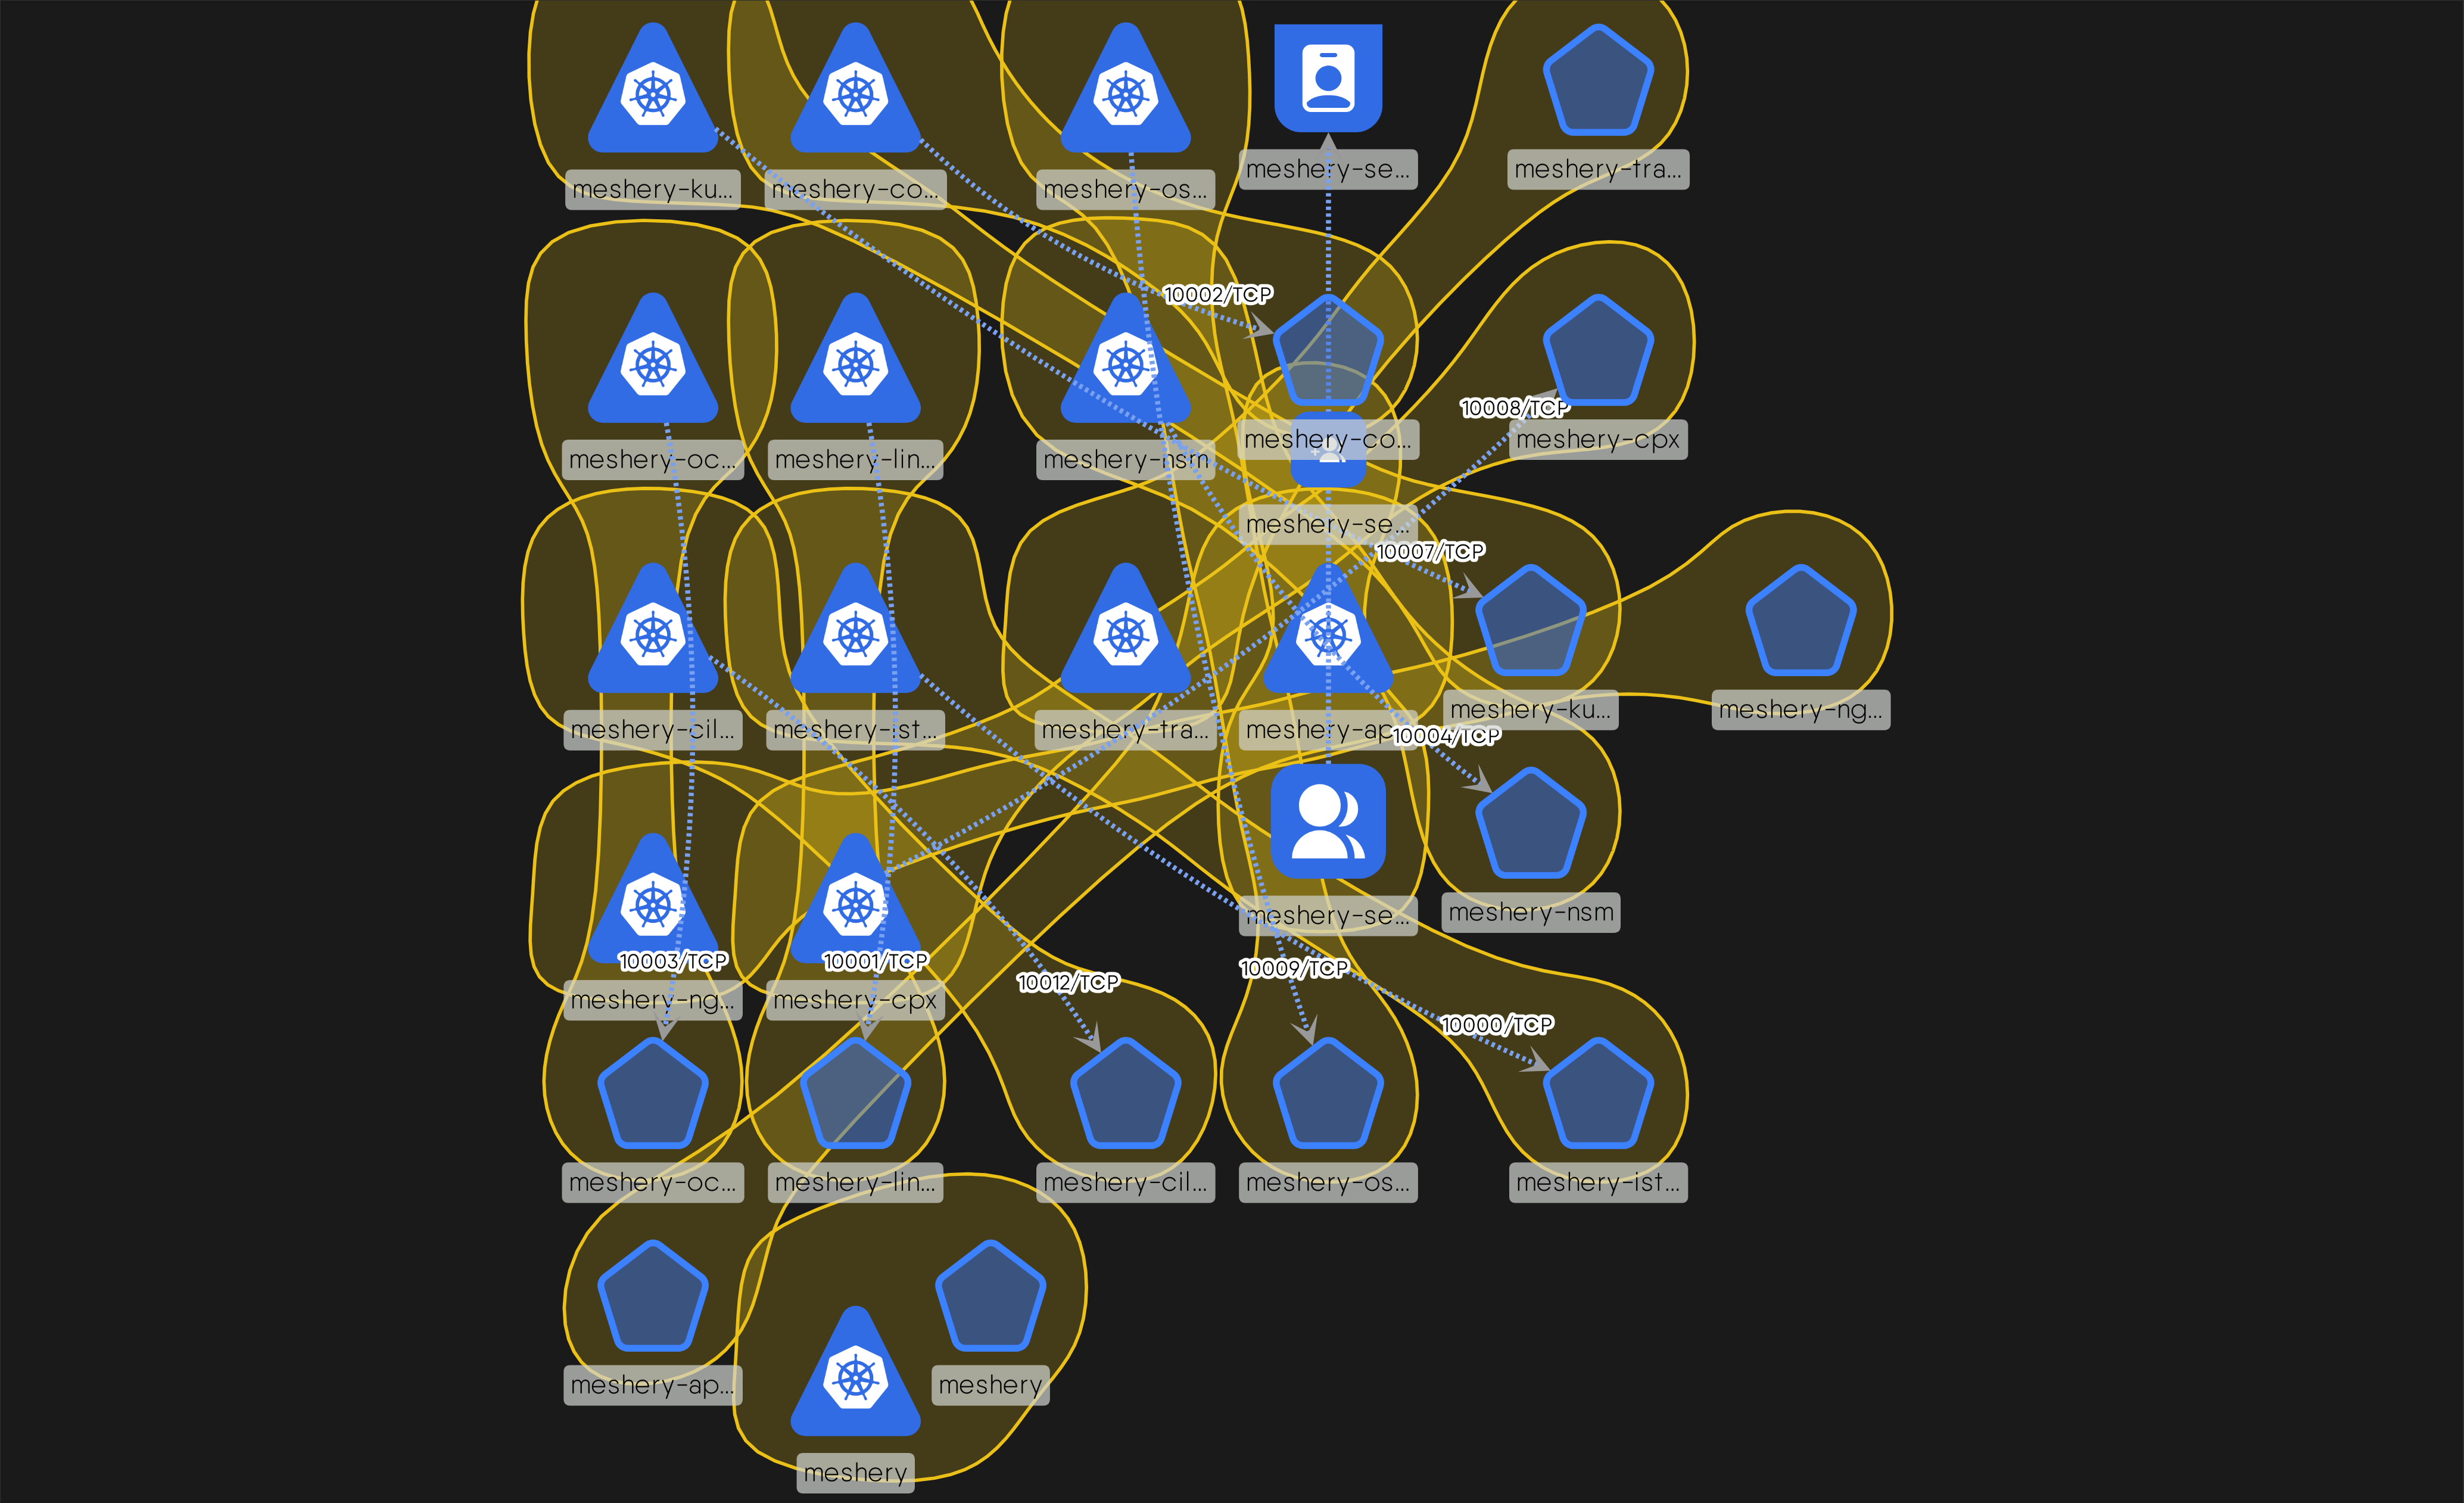 meshery-se...
meshery-tra...
meshery-ku...
meshery-co...
meshery-os...
10002/TCP
10008/TCP
meshery-co...
meshery-cpx
meshery-oc...
meshery-lin...
meshery-nsm
meshery-se...
10007/TCP
meshery-ku...
meshery-ng...
meshery-cil...
meshery-ist...
meshery-tra...
meshery-ap...
10004/TCP
meshery-se...
meshery-nsm
10003/TCP
10001/TCP
10012/TCP
10009/TCP
meshery-ng...
meshery-cpx
10000/TCP
meshery-oc...
meshery-lin...
meshery-cil...
meshery-os...
meshery-ist...
meshery-ap...
meshery
meshery